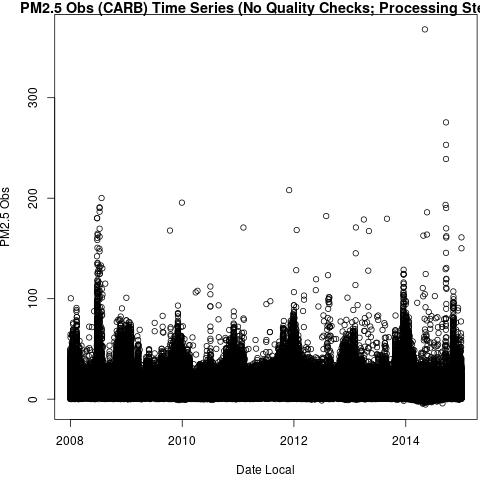 PM2.5 Obs (CARB) Time Series (No Quality Checks; Processing Ste
PM2.5 Obs
300
200
100
0
2008 2010 2012 2014
Date Local